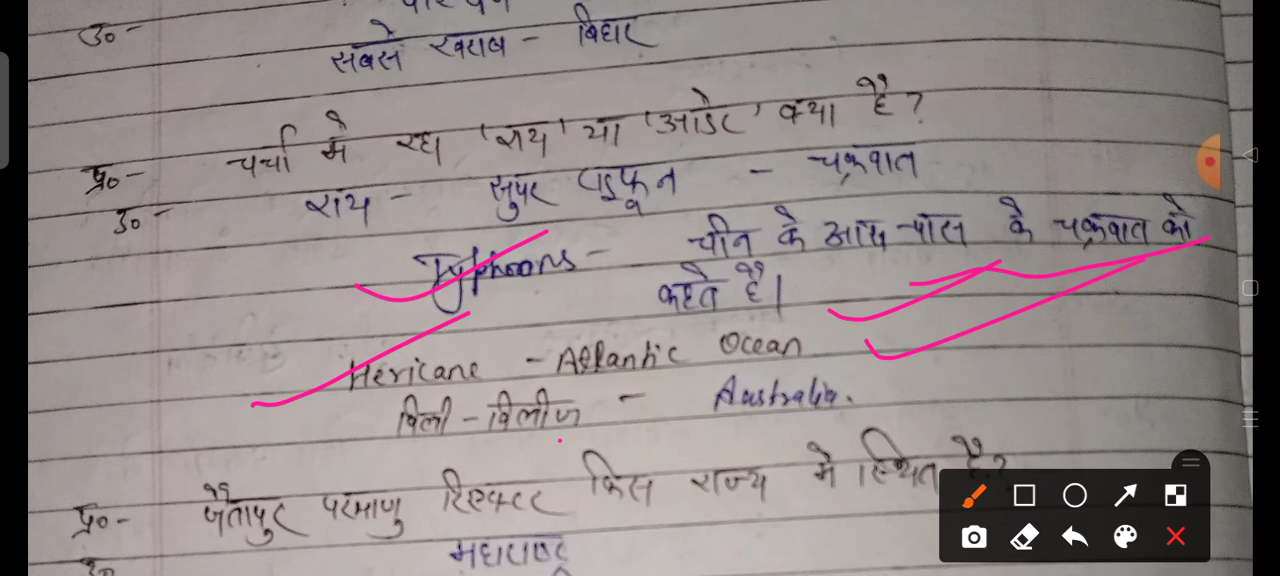 उ०-
सबसे खराब - बिहार
प्र०- चर्चा मे रहा 'राय' या 'ओडेट' क्या है?
उ०- राय - सुपर टाइफून - चक्रवात
Typhoons - चीन के आस-पास के चक्रवात को
कहते है।
Hericane - Atlantic Ocean
विली-विलीज - Australia.
प्र०- जैतापुर परमाणु रिएक्टर किस राज्य मे स्थित है?
उ० महाराष्ट्र